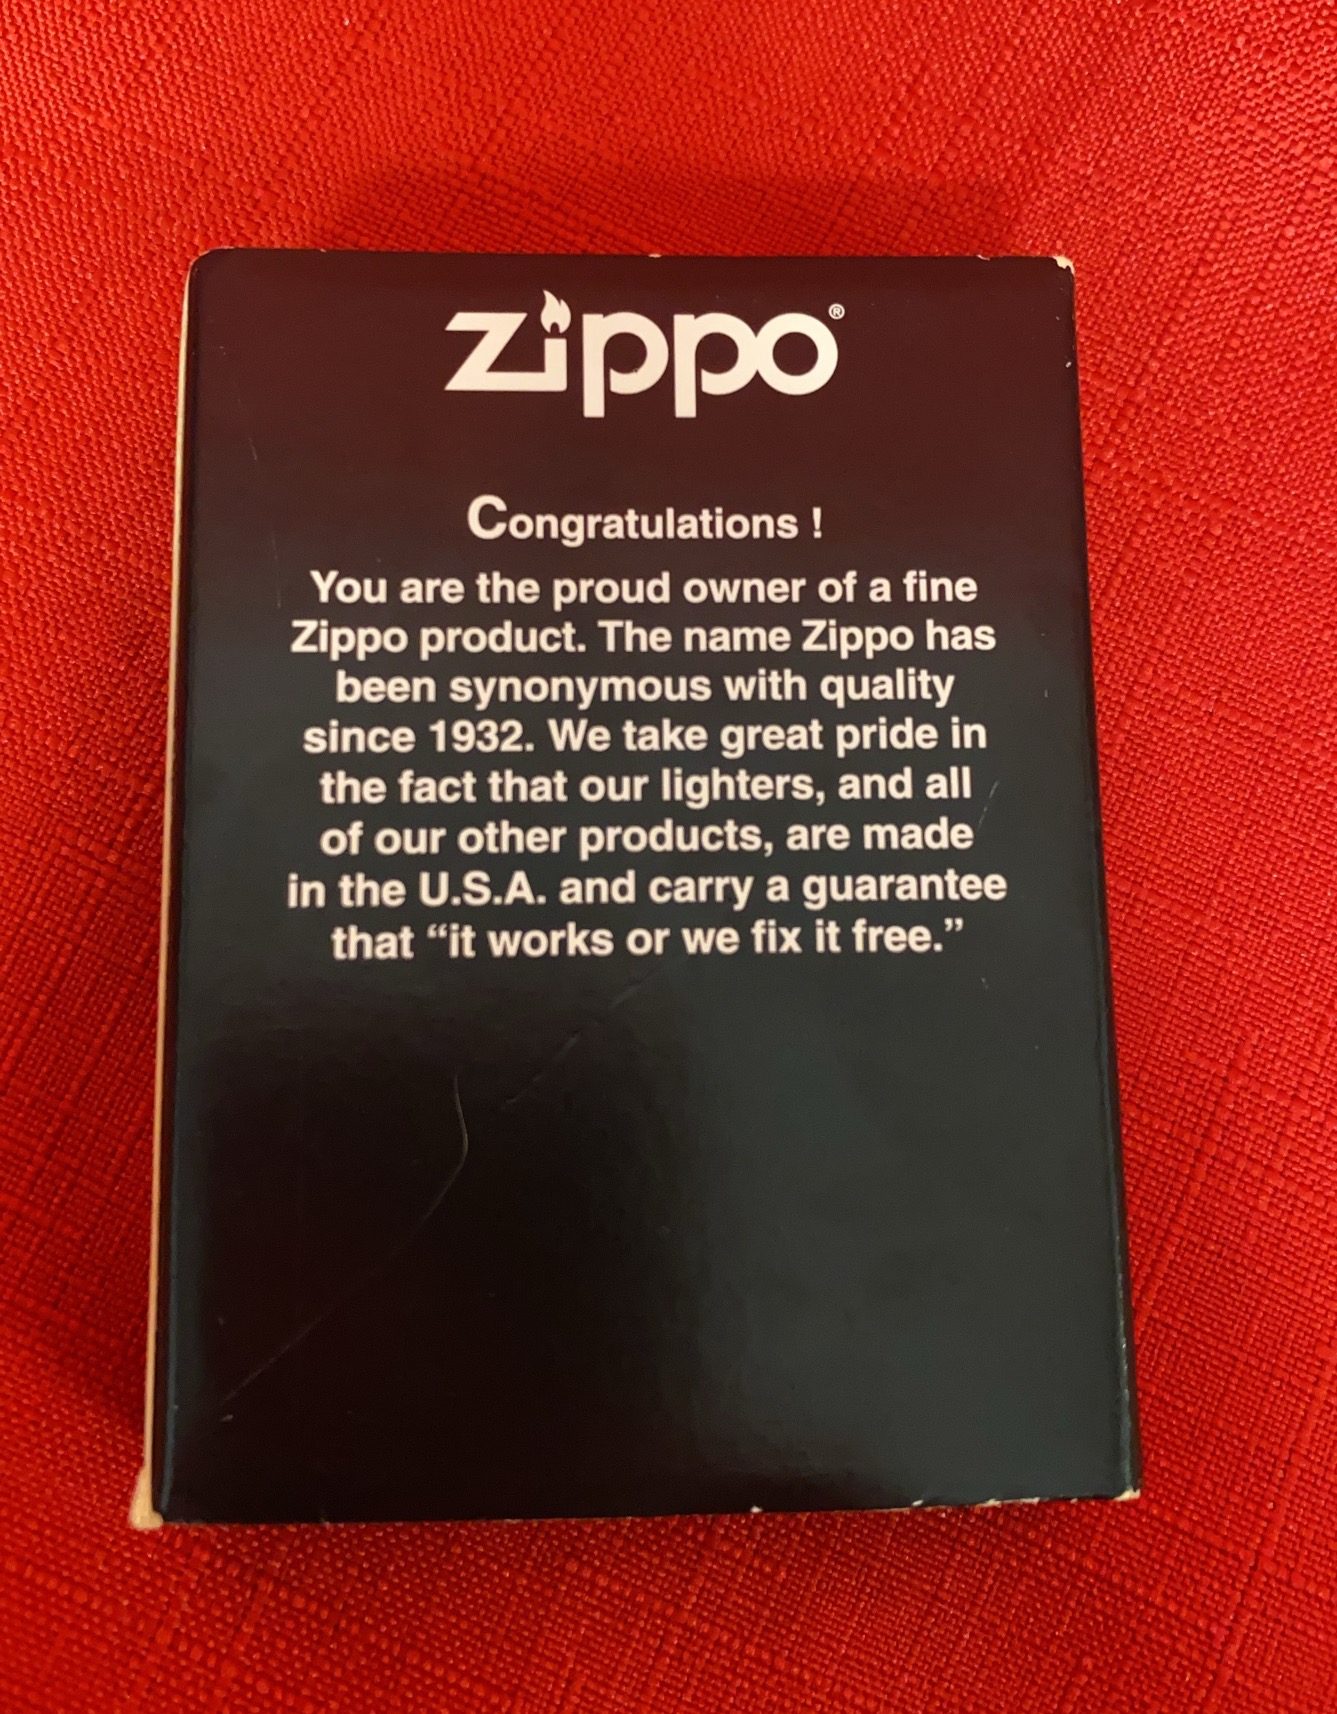 Zippo®
Congratulations !
You are the proud owner of a fine
Zippo product. The name Zippo has
been synonymous with quality
since 1932. We take great pride in
the fact that our lighters, and all
of our other products, are made
in the U.S.A. and carry a guarantee
that “it works or we fix it free.”